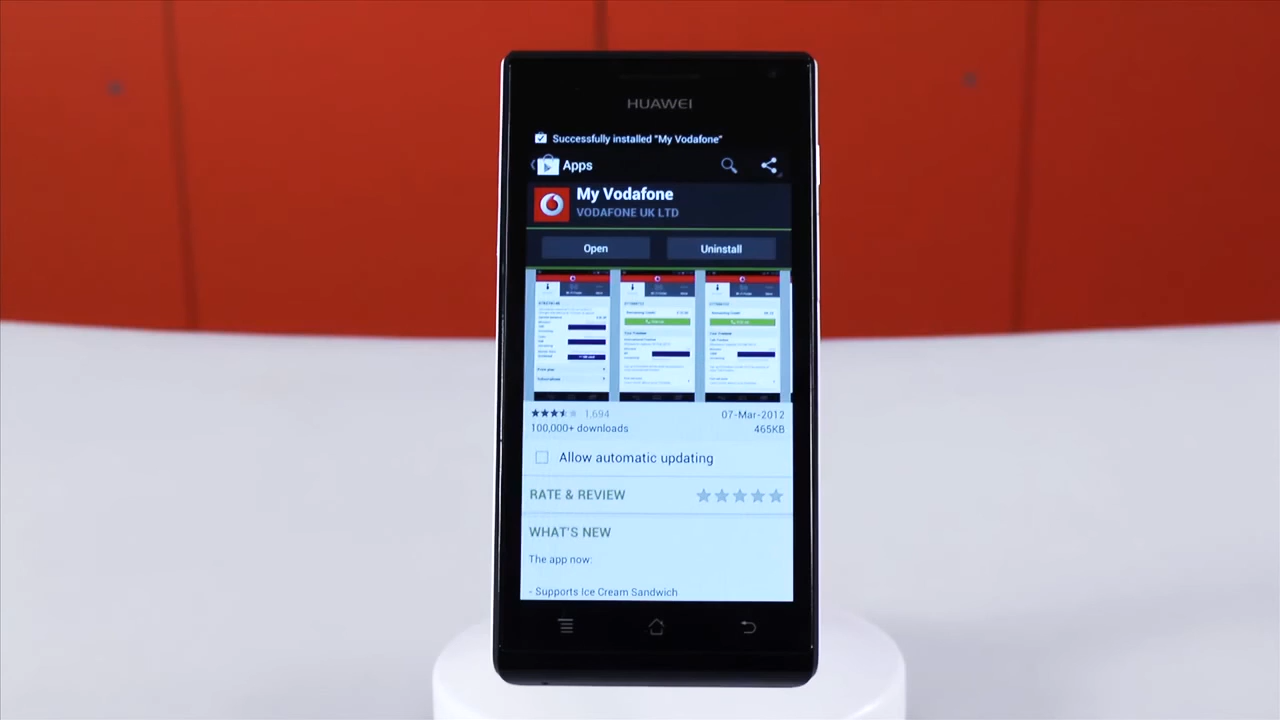 HUAWEI
Successfully installed "My Vodafone"
Apps
My Vodafone
VODAFONE UK LTD
Open Uninstall
1,694 07-Mar-2012
100,000+ downloads 465KB
Allow automatic updating
RATE & REVIEW
WHAT'S NEW
The app now:
- Supports Ice Cream Sandwich